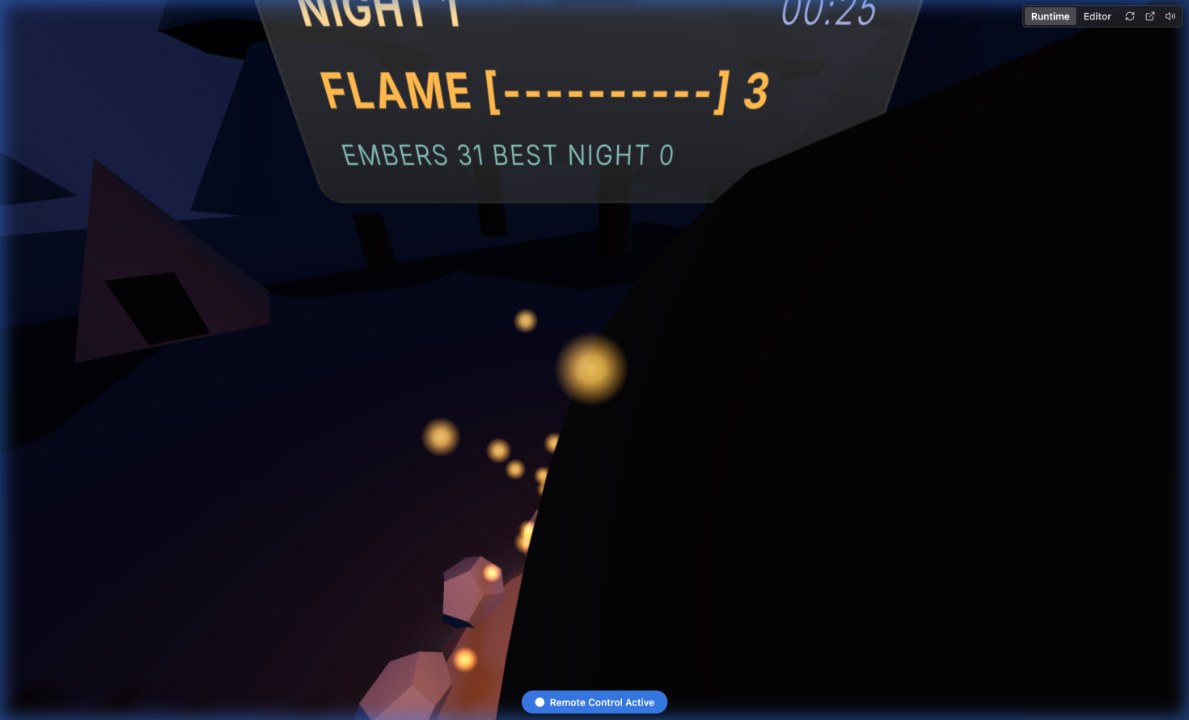 NIGHT 1 00:25
Runtime Editor
FLAME [----------] 3
EMBERS 31 BEST NIGHT 0
Remote Control Active